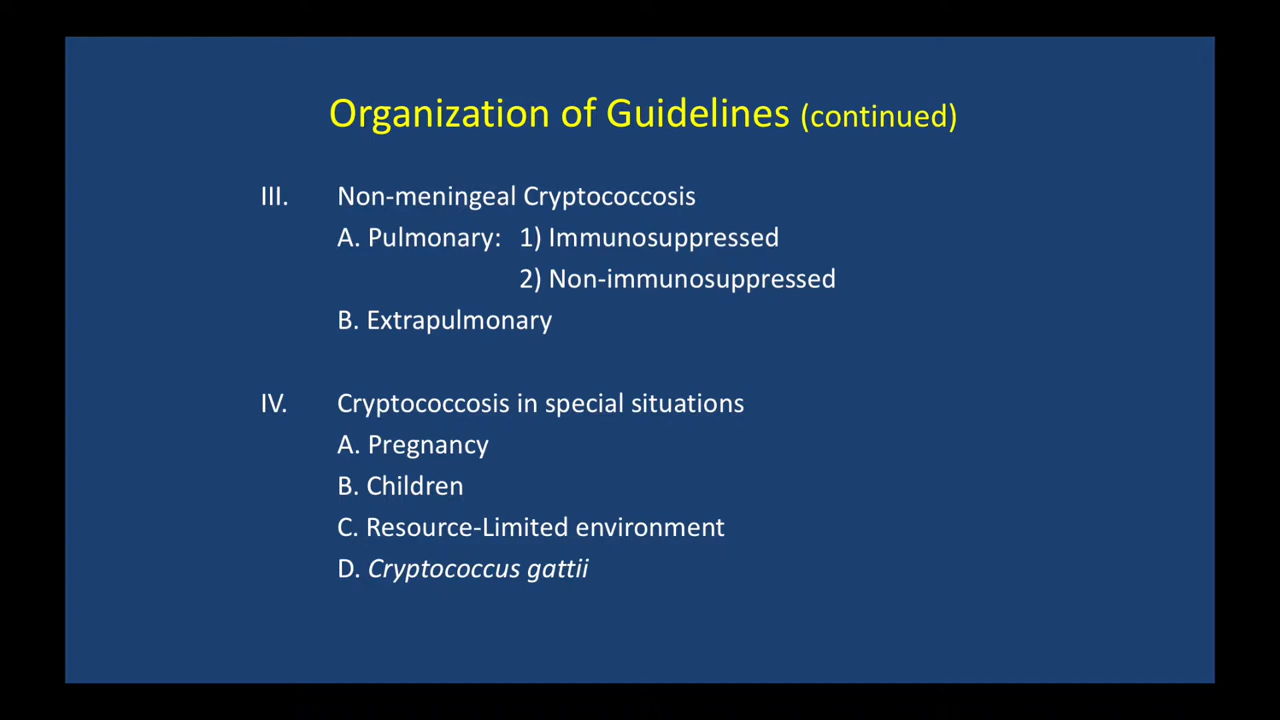 Organization of Guidelines (continued)
III. Non-meningeal Cryptococcosis
A. Pulmonary: 1) Immunosuppressed
2) Non-immunosuppressed
B. Extrapulmonary
IV. Cryptococcosis in special situations
A. Pregnancy
B. Children
C. Resource-Limited environment
D. Cryptococcus gattii